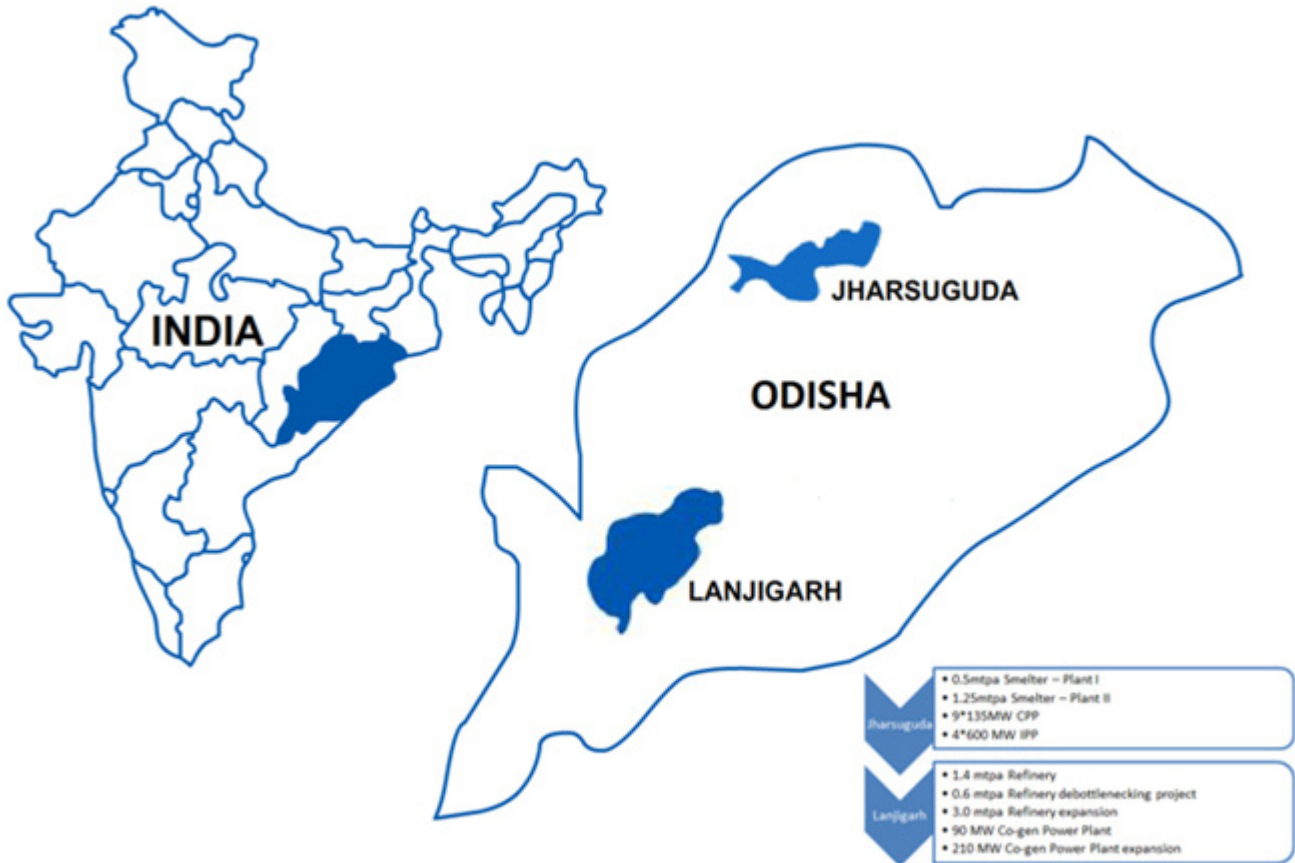 INDIA
JHARSUGUDA
ODISHA
LANJIGARH
Jharsuguda
▪ 0.5mtpa Smelter – Plant I
▪ 1.25mtpa Smelter – Plant II
▪ 9*135MW CPP
▪ 4*600 MW IPP
Lanjigarh
▪ 1.4 mtpa Refinery
▪ 0.6 mtpa Refinery debottlenecking project
▪ 3.0 mtpa Refinery expansion
▪ 90 MW Co-gen Power Plant
▪ 210 MW Co-gen Power Plant expansion